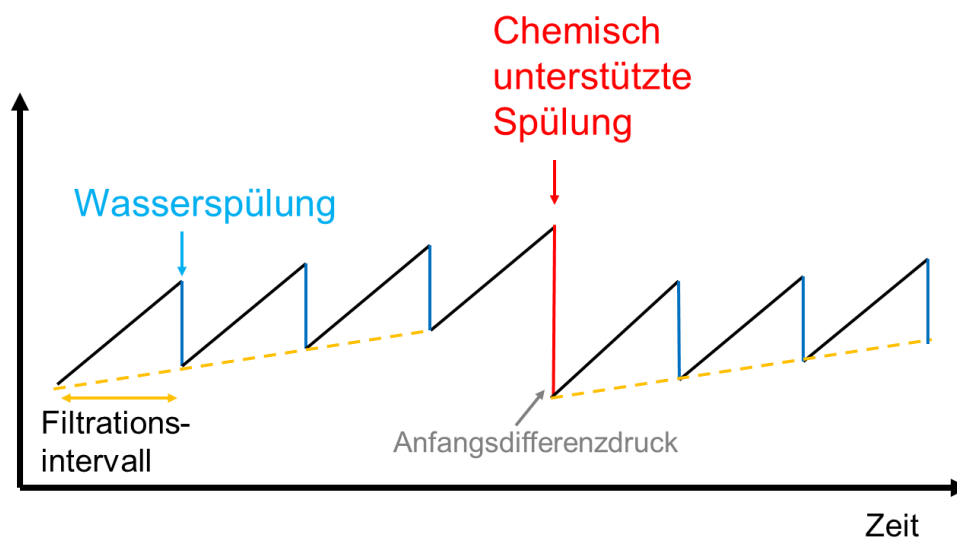 Chemisch
unterstützte
Spülung
Wasserspülung
Filtrations-
intervall
Anfangsdifferenzdruck
Zeit